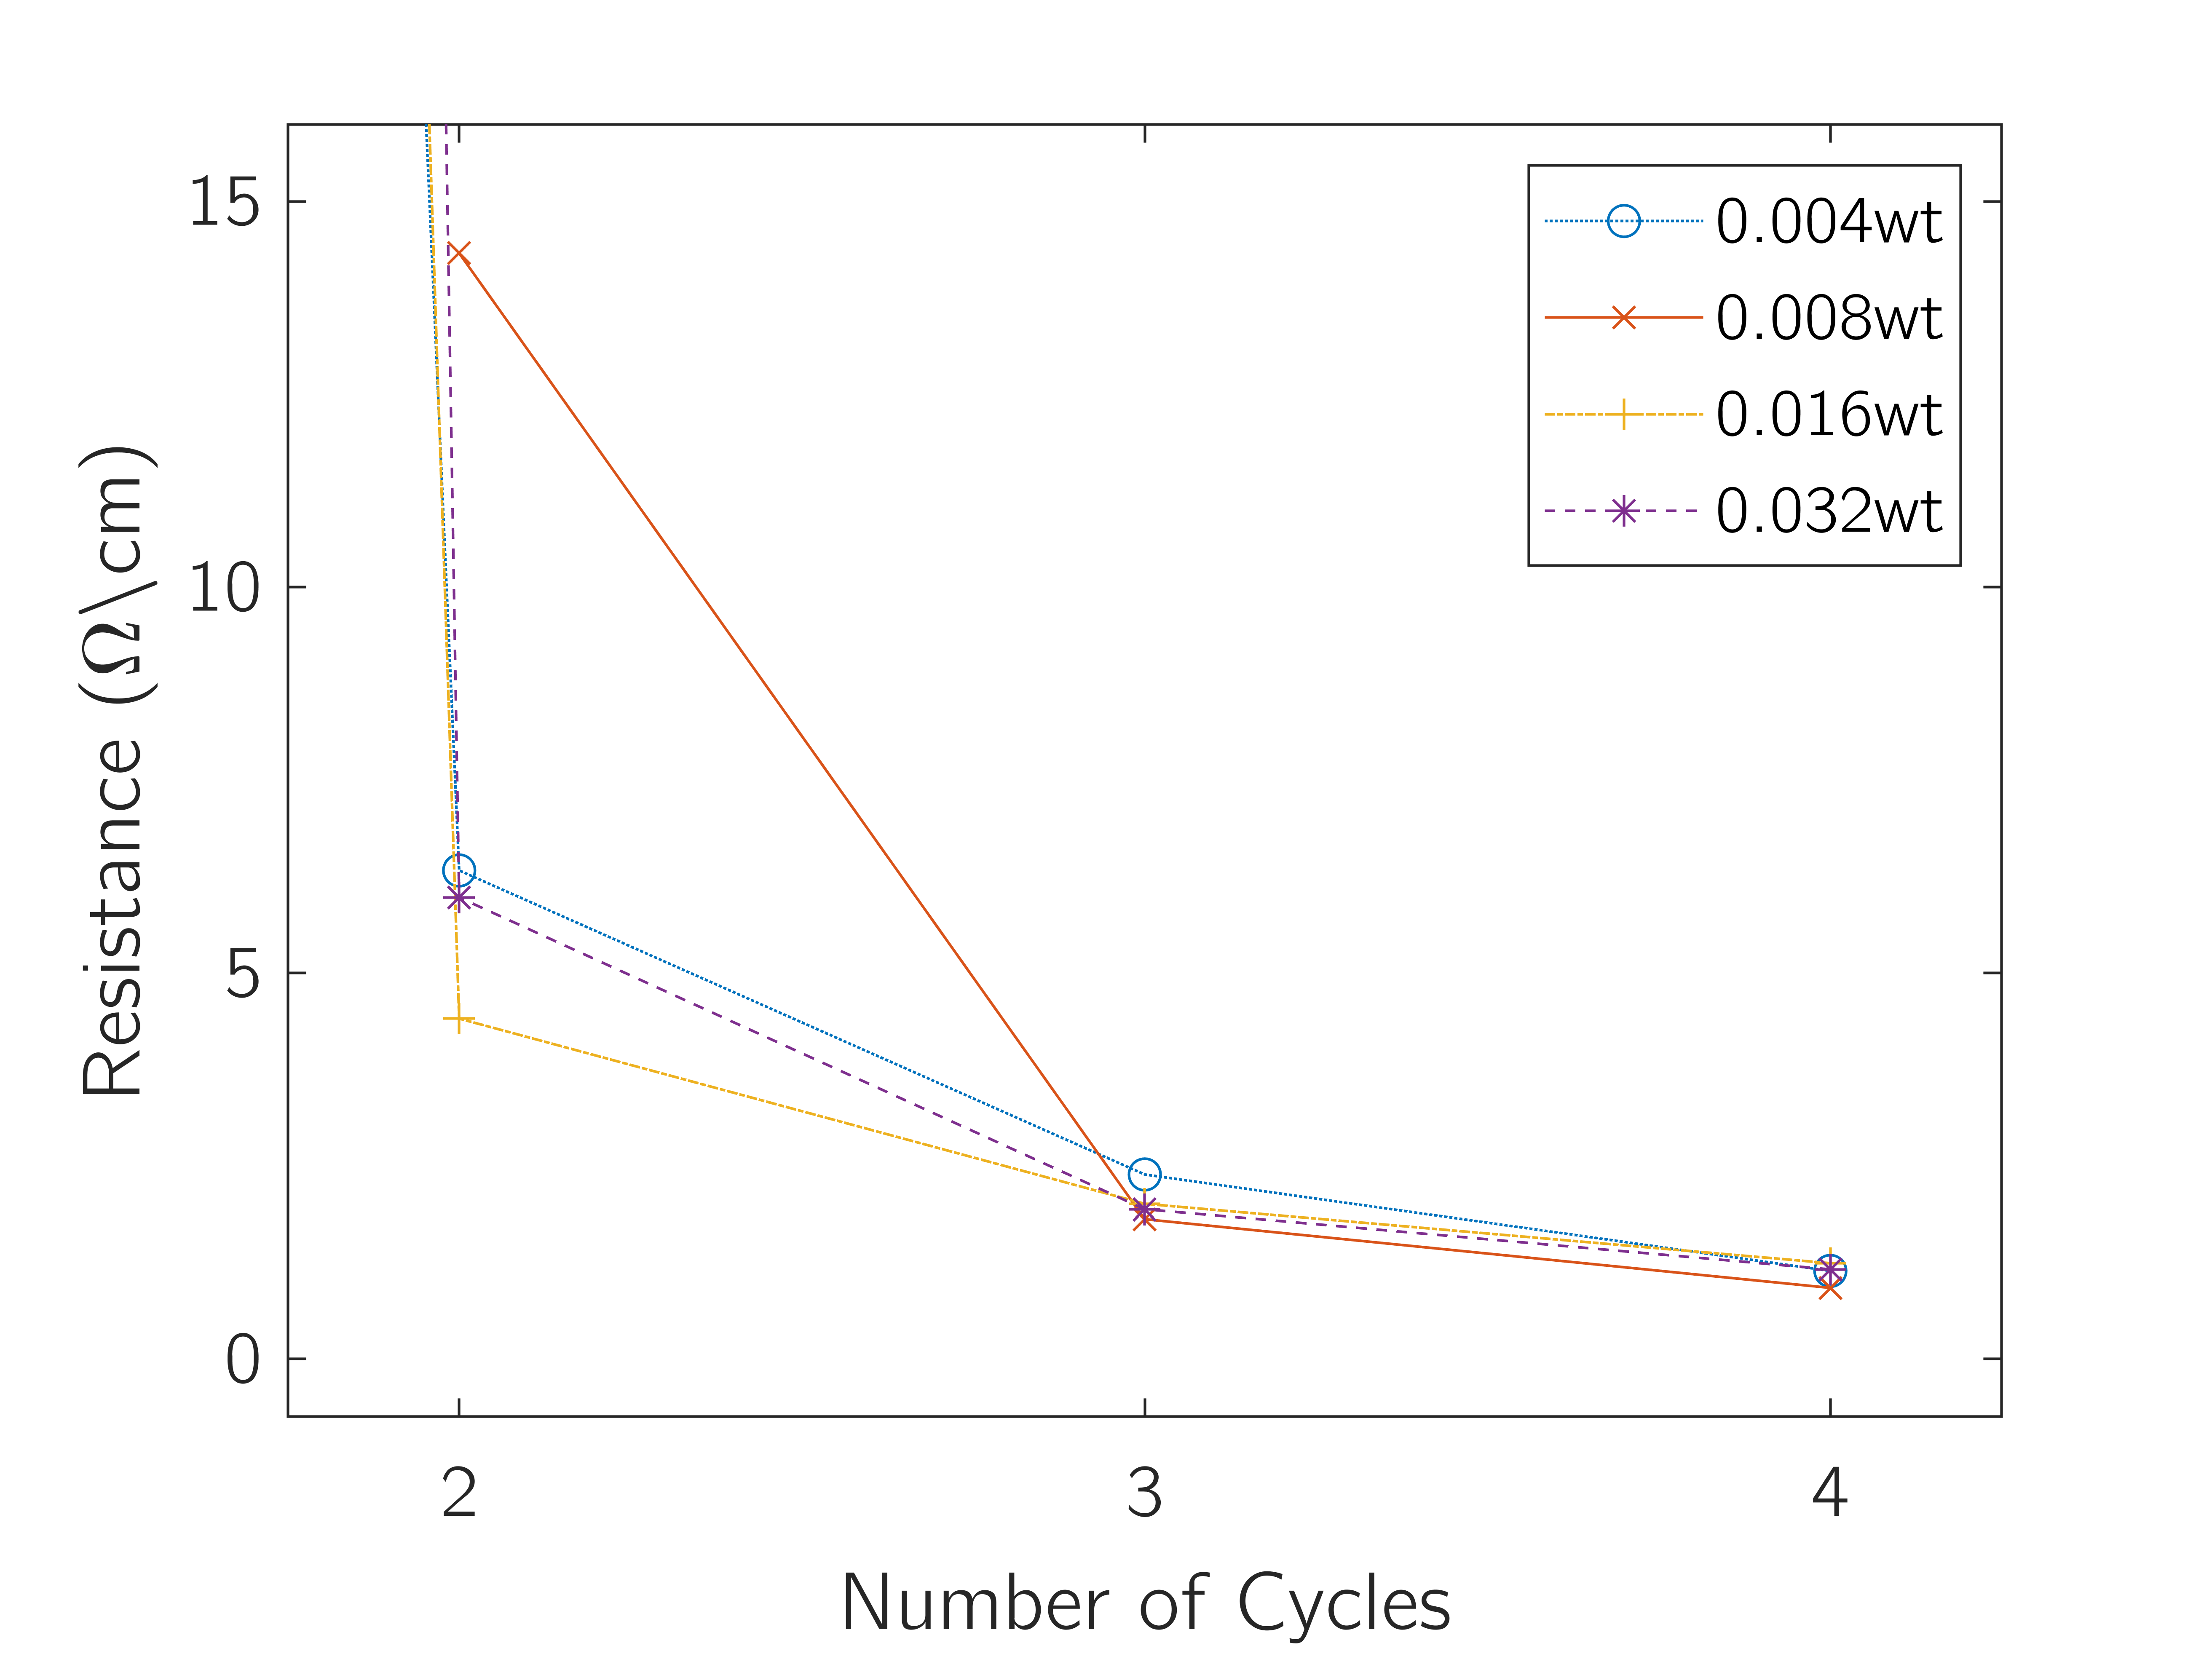 15
10
5
0
Resistance (Ω\cm)
0.004wt
0.008wt
0.016wt
0.032wt
2 3 4
Number of Cycles